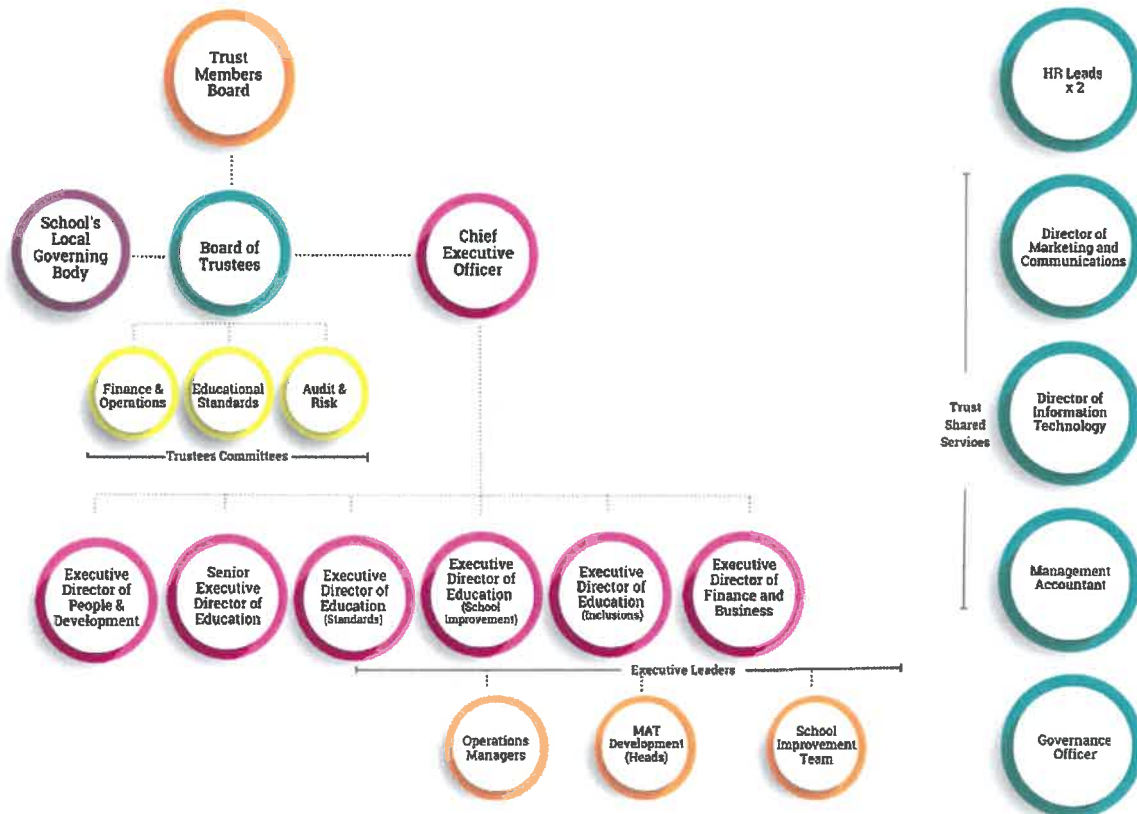 Trust
Members
Board
School's
Local
Governing
Body
Board of
Trustees
Chief
Executive
Officer
Finance &
Operations
Educational
Standards
Audit &
Risk
Trustees Committees
Executive
Director of
People &
Development
Senior
Executive
Director of
Education
Executive
Director of
Education
(Standards)
Executive
Director of
Education
(School
Improvement)
Executive
Director of
Education
(Inclusions)
Executive
Director of
Finance and
Business
Executive Leaders
Operations
Managers
MAT
Development
(Heads)
School
Improvement
Team
HR Leads
x 2
Director of
Marketing and
Communications
Trust
Shared
Services
Director of
Information
Technology
Management
Accountant
Governance
Officer